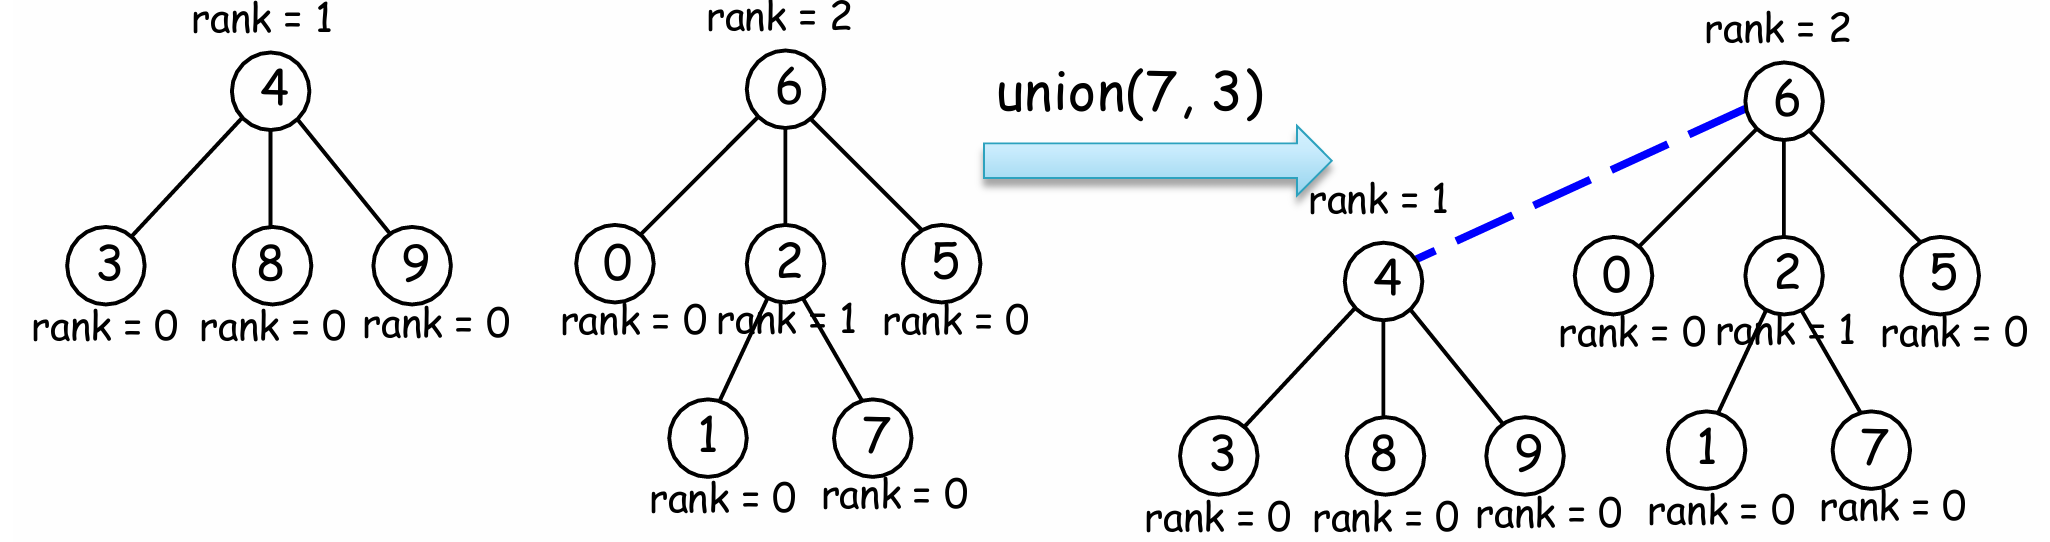 rank = 1
4
3
8
9
rank = 0
rank = 0
rank = 0
rank = 2
6
0
2
5
rank = 0
rank = 1
rank = 0
1
7
rank = 0
rank = 0
union(7, 3)
rank = 2
6
rank = 1
4
0
2
5
rank = 0
rank = 1
rank = 0
3
8
9
1
7
rank = 0
rank = 0
rank = 0
rank = 0
rank = 0